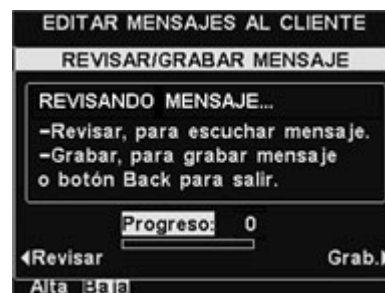 EDITAR MENSAJES AL CLIENTE
REVISAR/GRABAR MENSAJE
REVISANDO MENSAJE...
–Revisar, para escuchar mensaje.
–Grabar, para grabar mensaje
o botón Back para salir.
Progreso: 0
Revisar Grab.
Alta Baja